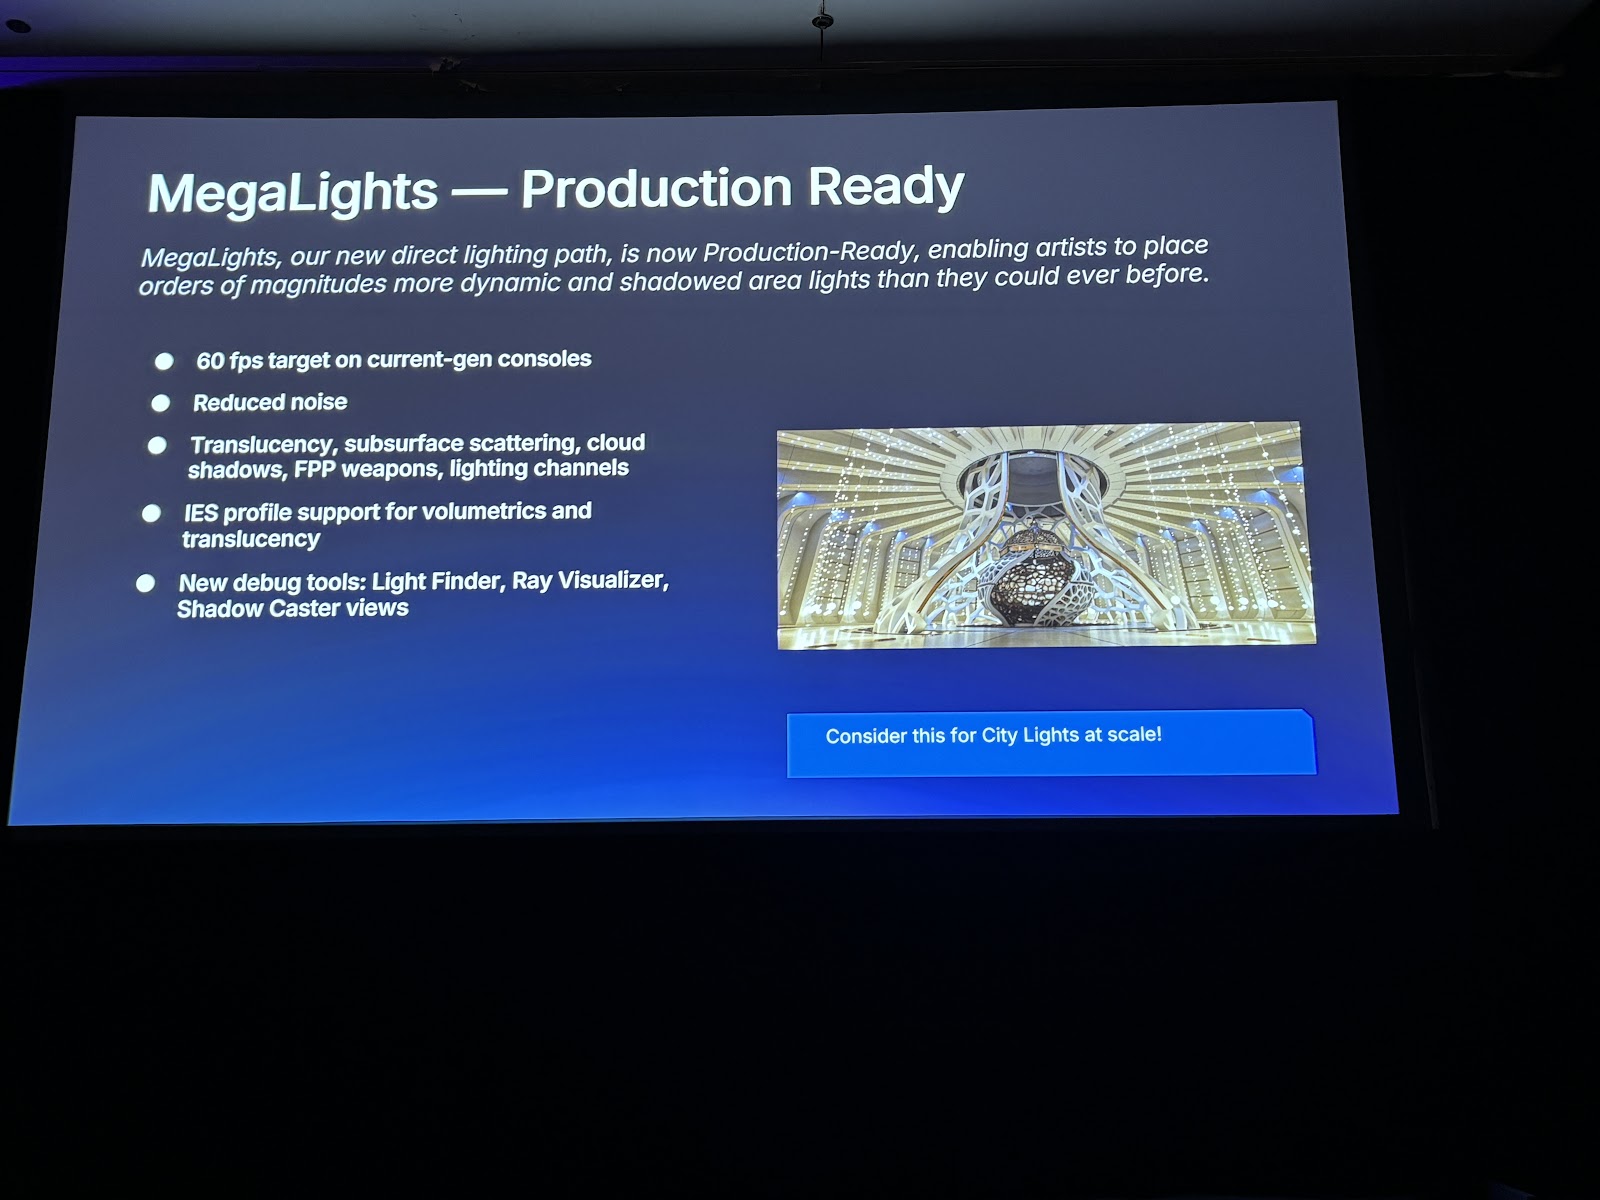 MegaLights — Production Ready
MegaLights, our new direct lighting path, is now Production-Ready, enabling artists to place
orders of magnitudes more dynamic and shadowed area lights than they could ever before.
● 60 fps target on current-gen consoles
● Reduced noise
● Translucency, subsurface scattering, cloud
shadows, FPP weapons, lighting channels
● IES profile support for volumetrics and
translucency
● New debug tools: Light Finder, Ray Visualizer,
Shadow Caster views
Consider this for City Lights at scale!